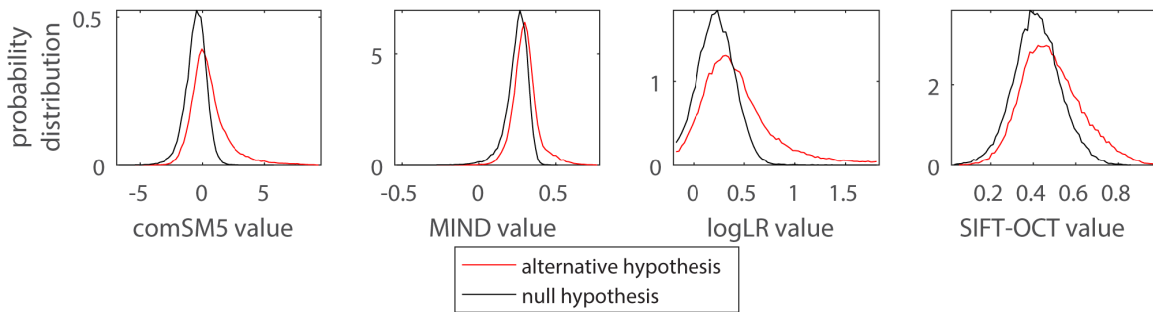 probability
distribution
0.5
0
-5 0 5
comSM5 value
5
0
-0.5 0 0.5
MIND value
1
0
0 0.5 1 1.5
logLR value
2
0
0.2 0.4 0.6 0.8
SIFT-OCT value
alternative hypothesis
null hypothesis